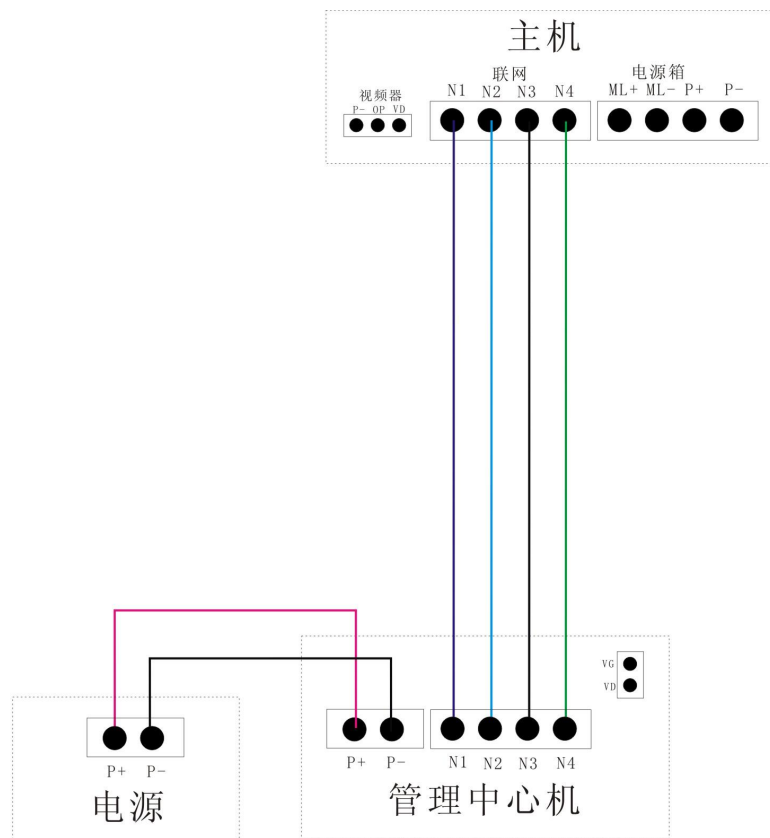 主机
联网
电源箱
N1 N2 N3 N4
ML+ ML- P+ P-
视频器
P- OP VD
VG
VD
P+ P-
N1 N2 N3 N4
管理中心机
P+ P-
电源